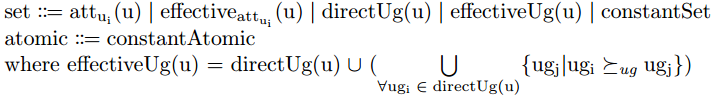 set ::= att_{u_i}(u) | effective_{att_{u_i}}(u) | directUg(u) | effectiveUg(u) | constantSet
atomic ::= constantAtomic
where effectiveUg(u) = directUg(u) ∪ ( ⋃_{∀ug_i ∈ directUg(u)} {ug_j|ug_i ⪰_{ug} ug_j})